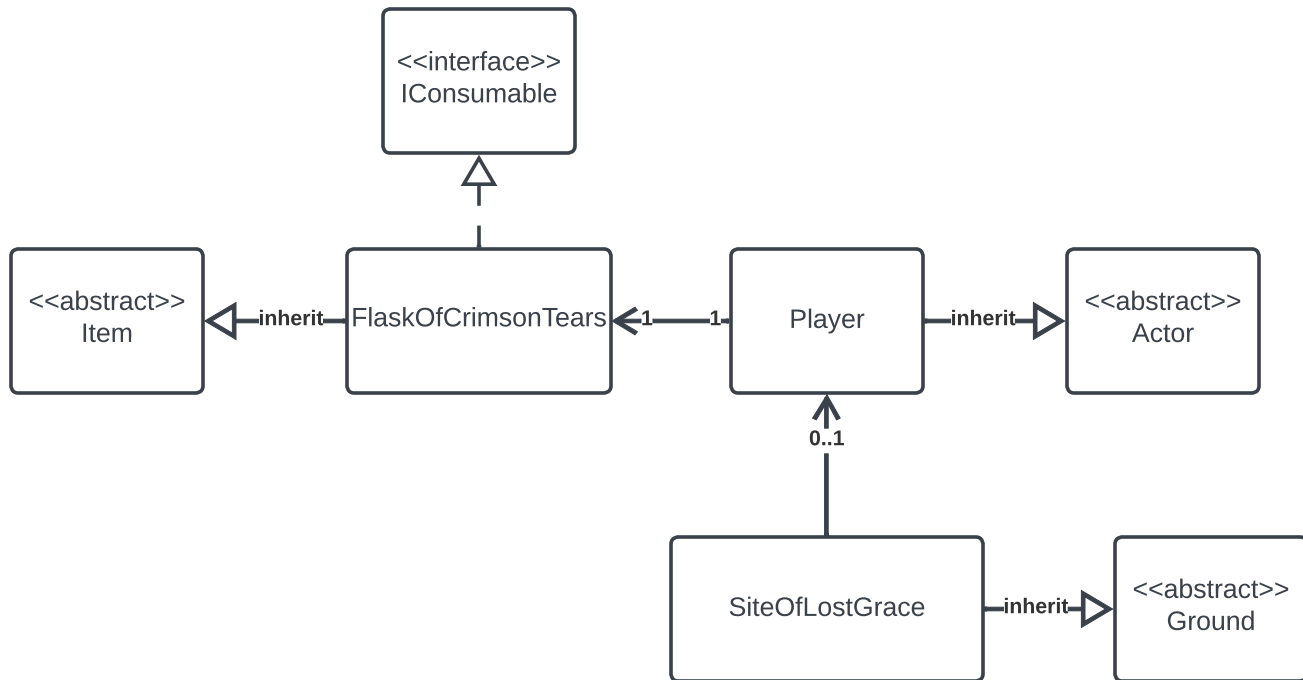 <<interface>>
IConsumable
<<abstract>>
Item
inherit
FlaskOfCrimsonTears
1
1
Player
inherit
<<abstract>>
Actor
0..1
SiteOfLostGrace
inherit
<<abstract>>
Ground